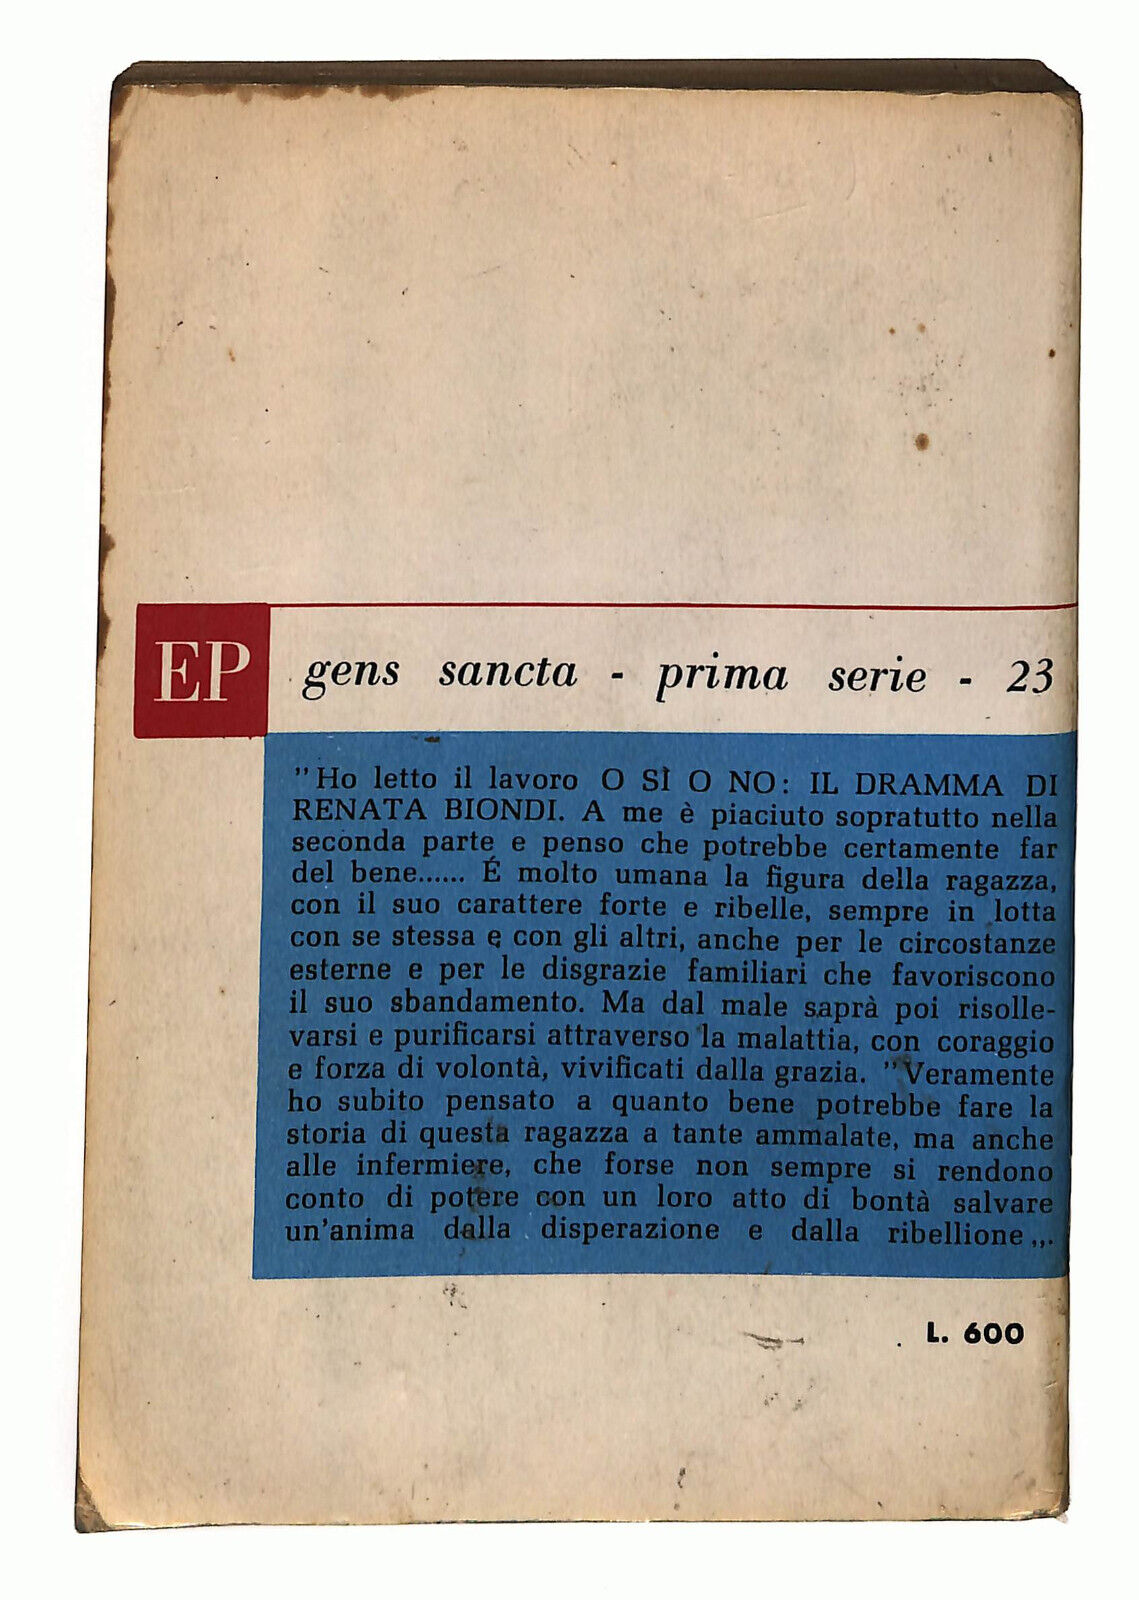 EP
gens sancta - prima serie - 23
"Ho letto il lavoro O SÌ O NO: IL DRAMMA DI
RENATA BIONDI. A me è piaciuto sopratutto nella
seconda parte e penso che potrebbe certamente far
del bene...... É molto umana la figura della ragazza,
con il suo carattere forte e ribelle, sempre in lotta
con se stessa e con gli altri, anche per le circostanze
esterne e per le disgrazie familiari che favoriscono
il suo sbandamento. Ma dal male saprà poi risolle-
varsi e purificarsi attraverso la malattia, con coraggio
e forza di volontà, vivificati dalla grazia. "Veramente
ho subito pensato a quanto bene potrebbe fare la
storia di questa ragazza a tante ammalate, ma anche
alle infermiere, che forse non sempre si rendono
conto di potere con un loro atto di bontà salvare
un'anima dalla disperazione e dalla ribellione,,.
L. 600